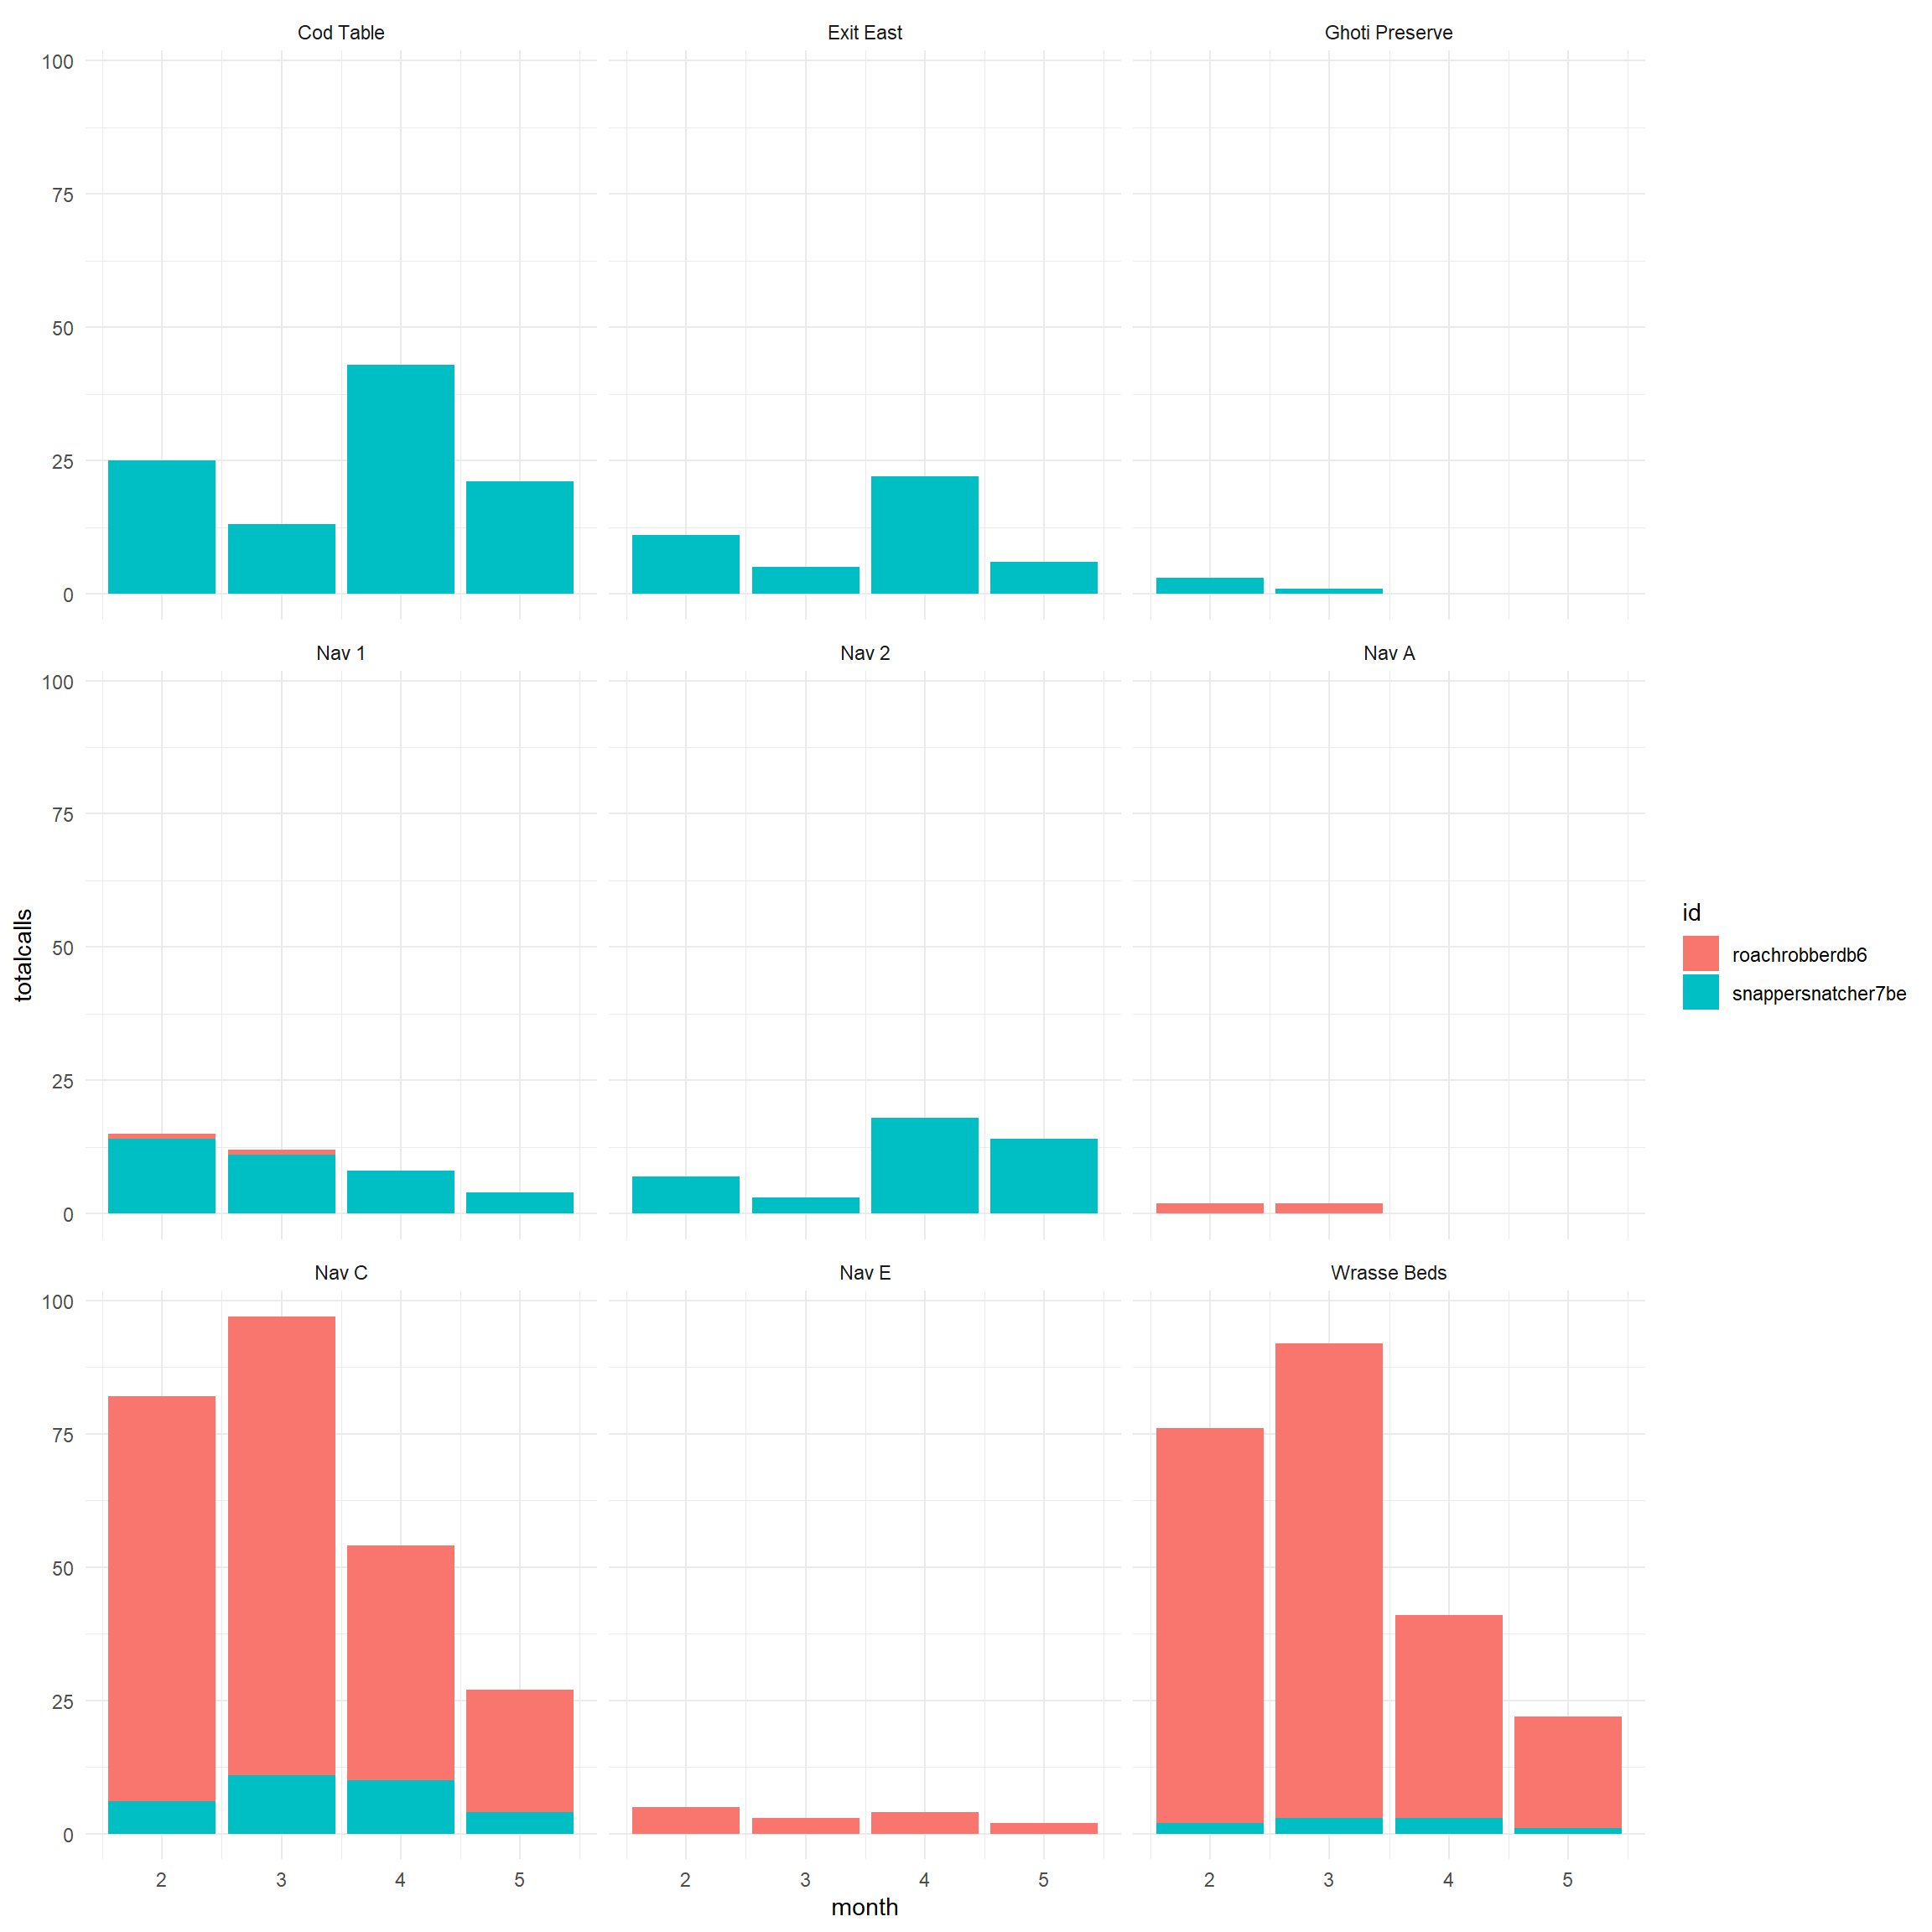 Cod Table
Exit East
Ghoti Preserve
100
75
50
25
0
Nav 1
Nav 2
Nav A
100
75
50
25
0
Nav C
Nav E
Wrasse Beds
100
75
50
25
0
2 3 4 5
2 3 4 5
2 3 4 5
month
totalcalls
id
roachrobberdb6
snappersnatcher7be